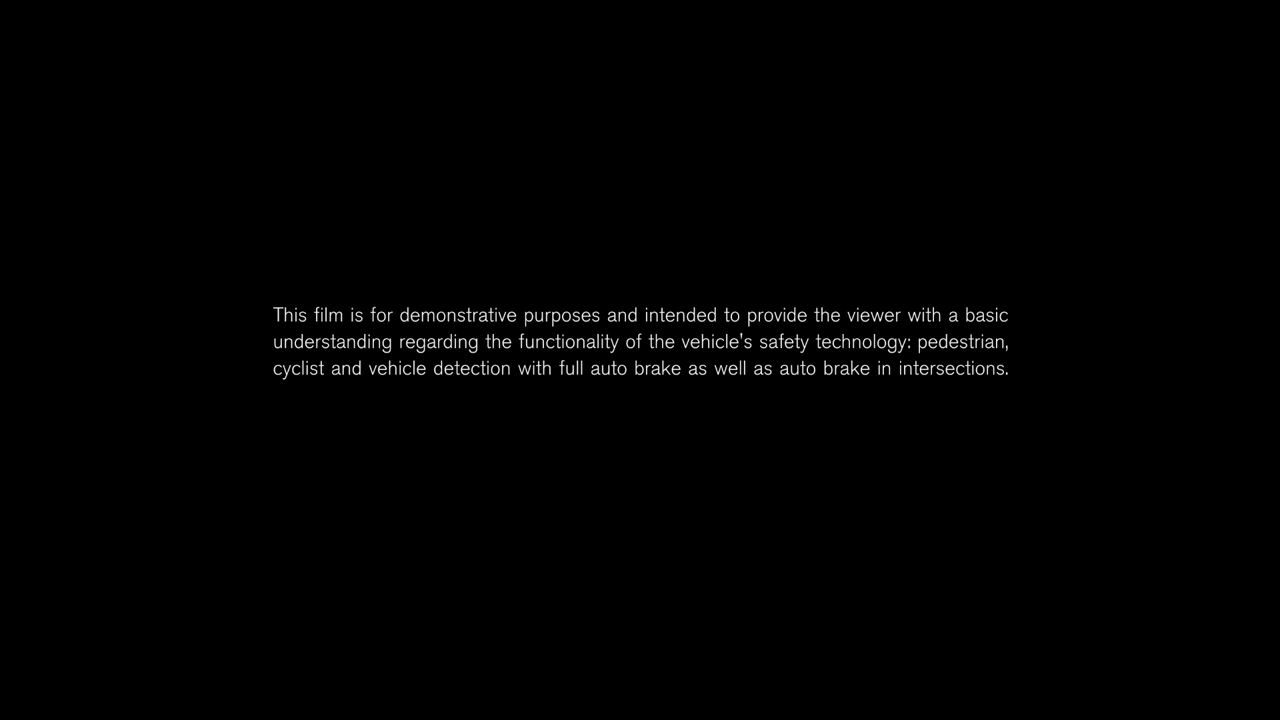 This film is for demonstrative purposes and intended to provide the viewer with a basic
understanding regarding the functionality of the vehicle's safety technology: pedestrian,
cyclist and vehicle detection with full auto brake as well as auto brake in intersections.